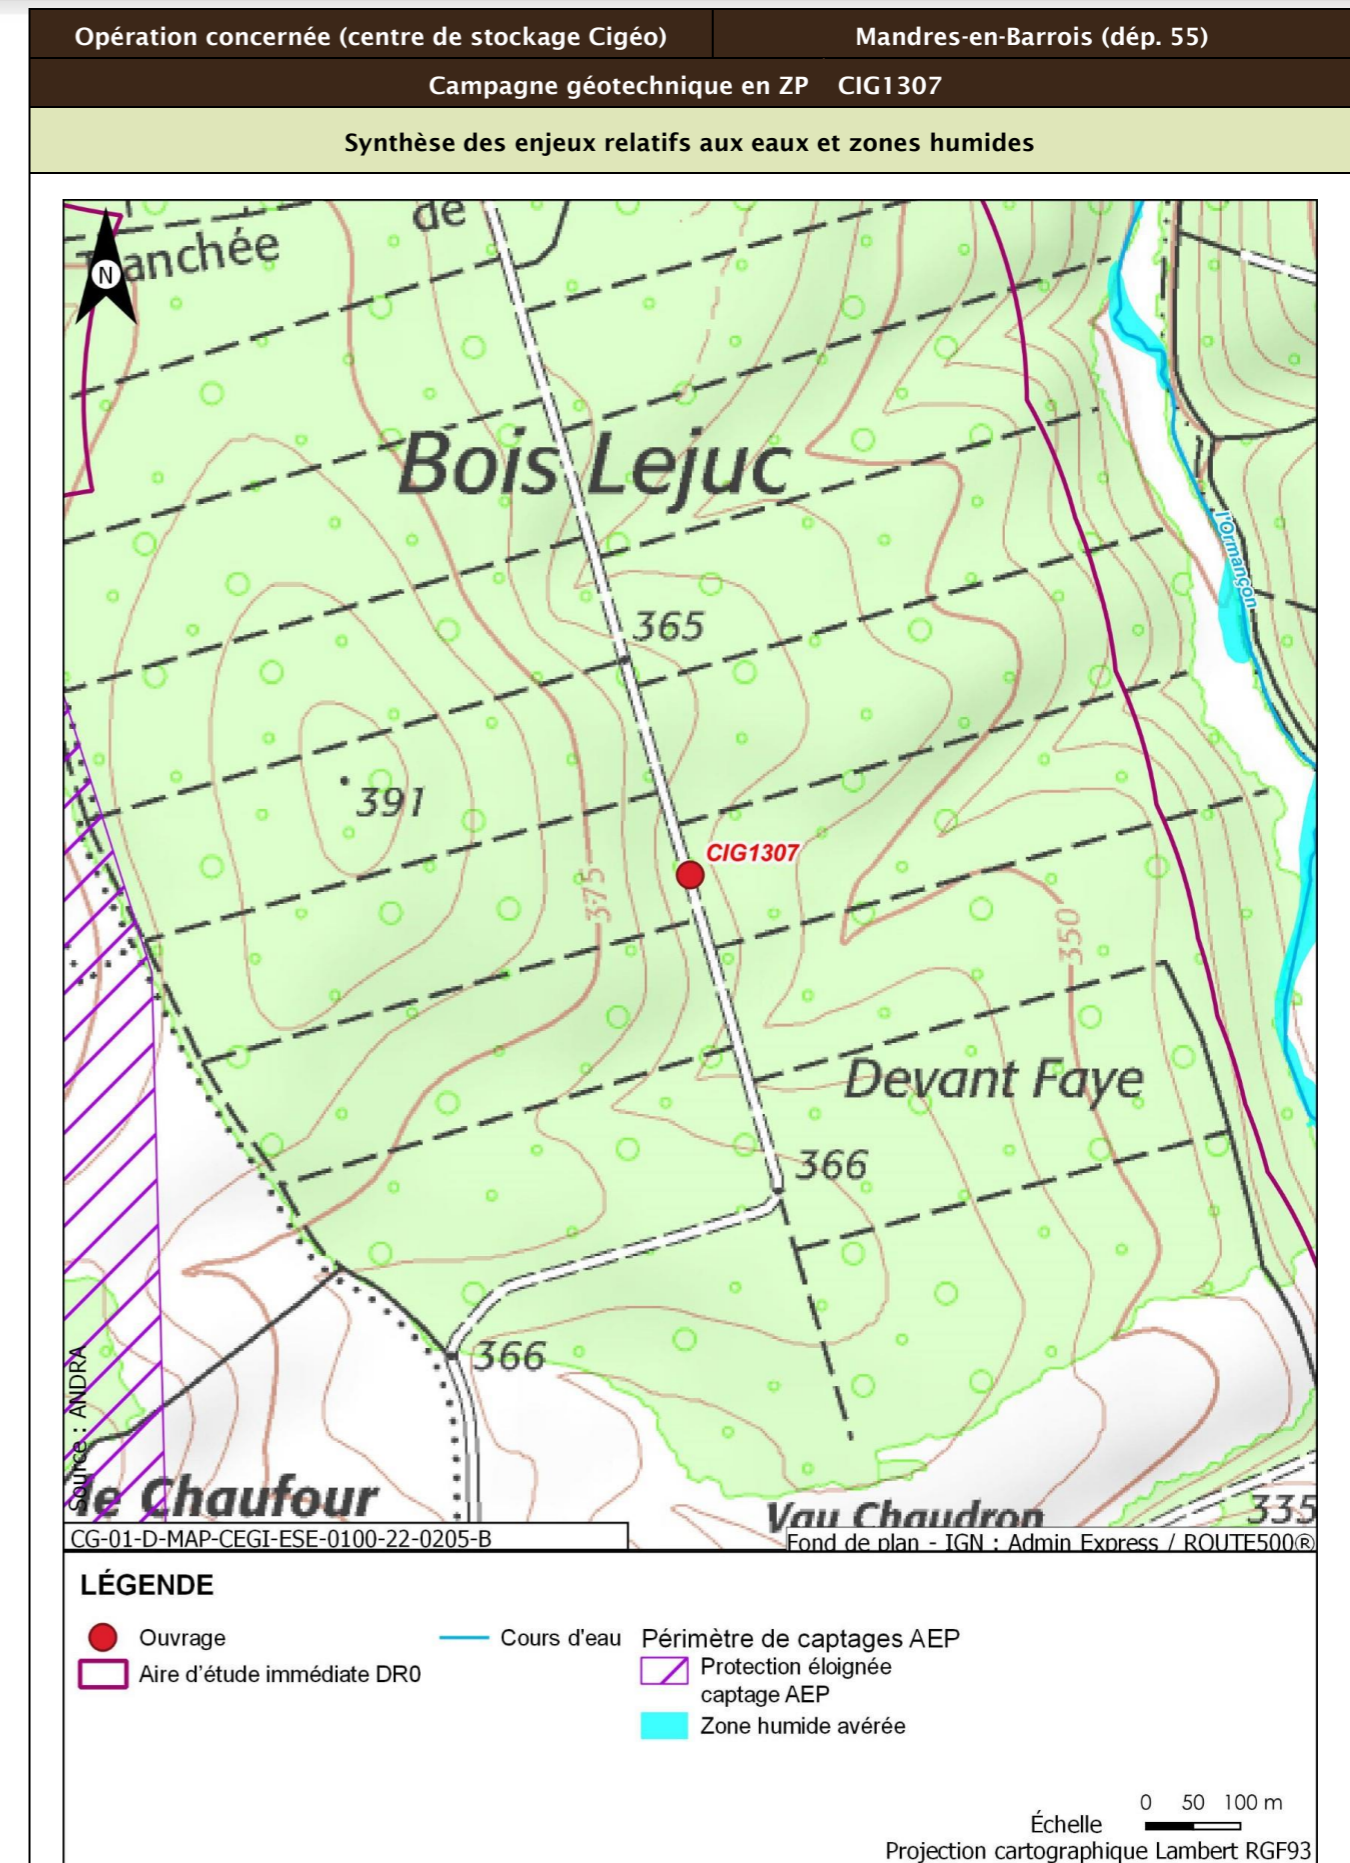 Opération concernée (centre de stockage Cigéo) Mandres-en-Barrois (dép. 55)
Campagne géotechnique en ZP CIG1307
Synthèse des enjeux relatifs aux eaux et zones humides
de
Tranchée
N
Bois Lejuc
l'Ormançon
365
391
CIG1307
375
350
Devant Faye
366
366
Source : ANDRA
le Chaufour
Vau Chaudron
335
CG-01-D-MAP-CEGI-ESE-0100-22-0205-B
Fond de plan - IGN : Admin Express / ROUTE500®
LÉGENDE
Ouvrage
Aire d'étude immédiate DR0
Cours d'eau
Périmètre de captages AEP
Protection éloignée
captage AEP
Zone humide avérée
0 50 100 m
Échelle
Projection cartographique Lambert RGF93